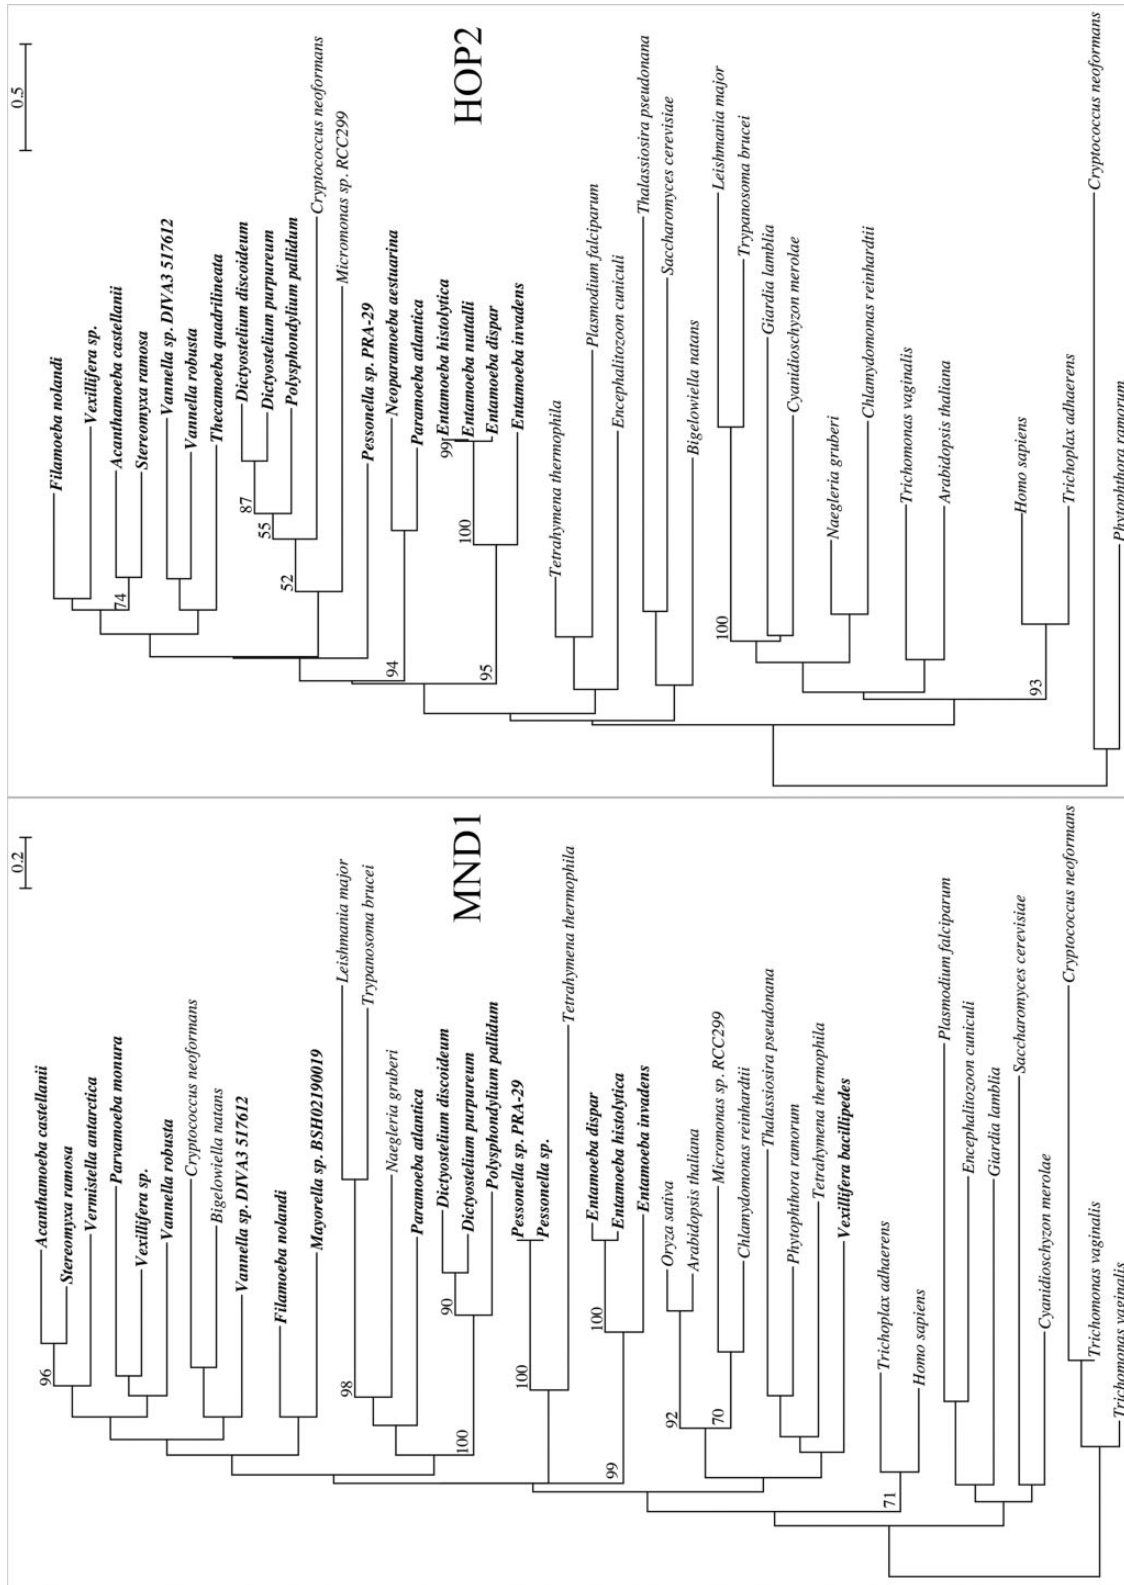 0.5
HOP2
Filamoeba nolandi
Vexillifera sp.
Acanthamoeba castellanii
74
Stereomyxa ramosa
Vannella sp. DIVA3 517612
Vannella robusta
Thecamoeba quadrilineata
Dictyostelium discoideum
87
Dictyostelium purpureum
55
Polysphondylium pallidum
52
Cryptococcus neoformans
Micromonas sp. RCC299
Pessonella sp. PRA-29
Neoparamoeba aestuarina
94
Paramoeba atlantica
Entamoeba histolytica
99
Entamoeba nuttalli
100
Entamoeba dispar
95
Entamoeba invadens
Tetrahymena thermophila
Plasmodium falciparum
Encephalitozoon cuniculi
Thalassiosira pseudonana
Saccharomyces cerevisiae
Bigelowiella natans
Leishmania major
100
Trypanosoma brucei
Giardia lamblia
Cyanidioschyzon merolae
Naegleria gruberi
Chlamydomonas reinhardtii
Trichomonas vaginalis
Arabidopsis thaliana
Homo sapiens
93
Trichoplax adhaerens
Cryptococcus neoformans
Phytophthora ramorum
0.2
MND1
Acanthamoeba castellanii
96
Stereomyxa ramosa
Vermistella antarctica
Parvamoeba monura
Vexillifera sp.
Vannella robusta
Cryptococcus neoformans
Bigelowiella natans
Vannella sp. DIVA3 517612
Filamoeba nolandi
Mayorella sp. BSH02190019
Leishmania major
98
Trypanosoma brucei
Naegleria gruberi
Paramoeba atlantica
Dictyostelium discoideum
90
Dictyostelium purpureum
100
Polysphondylium pallidum
Pessonella sp. PRA-29
100
Pessonella sp.
Tetrahymena thermophila
Entamoeba dispar
100
Entamoeba histolytica
99
Entamoeba invadens
Oryza sativa
92
Arabidopsis thaliana
Micromonas sp. RCC299
70
Chlamydomonas reinhardtii
Thalassiosira pseudonana
Phytophthora ramorum
Tetrahymena thermophila
Vexillifera bacillipedes
Trichoplax adhaerens
71
Homo sapiens
Plasmodium falciparum
Encephalitozoon cuniculi
Giardia lamblia
Saccharomyces cerevisiae
Cyanidioschyzon merolae
Cryptococcus neoformans
Trichomonas vaginalis
Trichomonas vaginalis